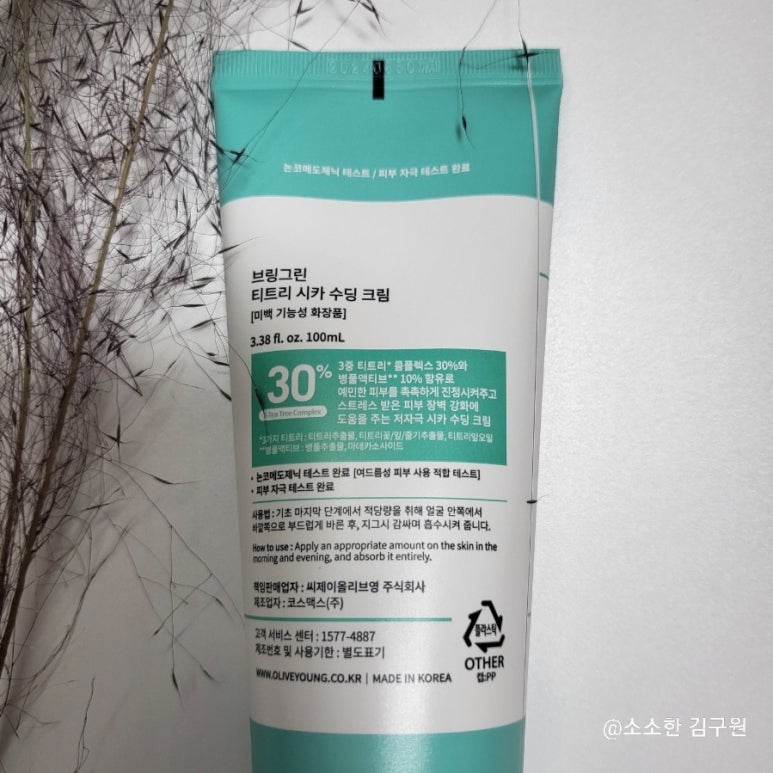 논코메도제닉 테스트 / 피부 자극 테스트 완료
브링그린
티트리 시카 수딩 크림
[미백 기능성 화장품]
3.38 fl. oz. 100mL
30%
Tea Tree Complex
3중 티트리* 콤플렉스 30%와
병풀액티브** 10% 함유로
예민한 피부를 촉촉하게 진정시켜주고
스트레스 받은 피부 장벽 강화에
도움을 주는 저자극 시카 수딩 크림
*3가지 티트리 : 티트리추출물, 티트리꽃/잎/줄기추출물, 티트리잎오일
**병풀액티브 : 병풀추출물, 마데카소사이드
• 논코메도제닉 테스트 완료 [여드름성 피부 사용 적합 테스트]
• 피부 자극 테스트 완료
사용법 : 기초 마지막 단계에서 적당량을 취해 얼굴 안쪽에서
바깥쪽으로 부드럽게 바른 후, 지그시 감싸며 흡수시켜 줍니다.
How to use : Apply an appropriate amount on the skin in the
morning and evening, and absorb it entirely.
책임판매업자 : 씨제이올리브영 주식회사
제조업자 : 코스맥스(주)
고객 서비스 센터 : 1577-4887
제조번호 및 사용기한 : 별도표기
WWW.OLIVEYOUNG.CO.KR | MADE IN KOREA
플라스틱
OTHER
캡:PP
@소소한 김구원